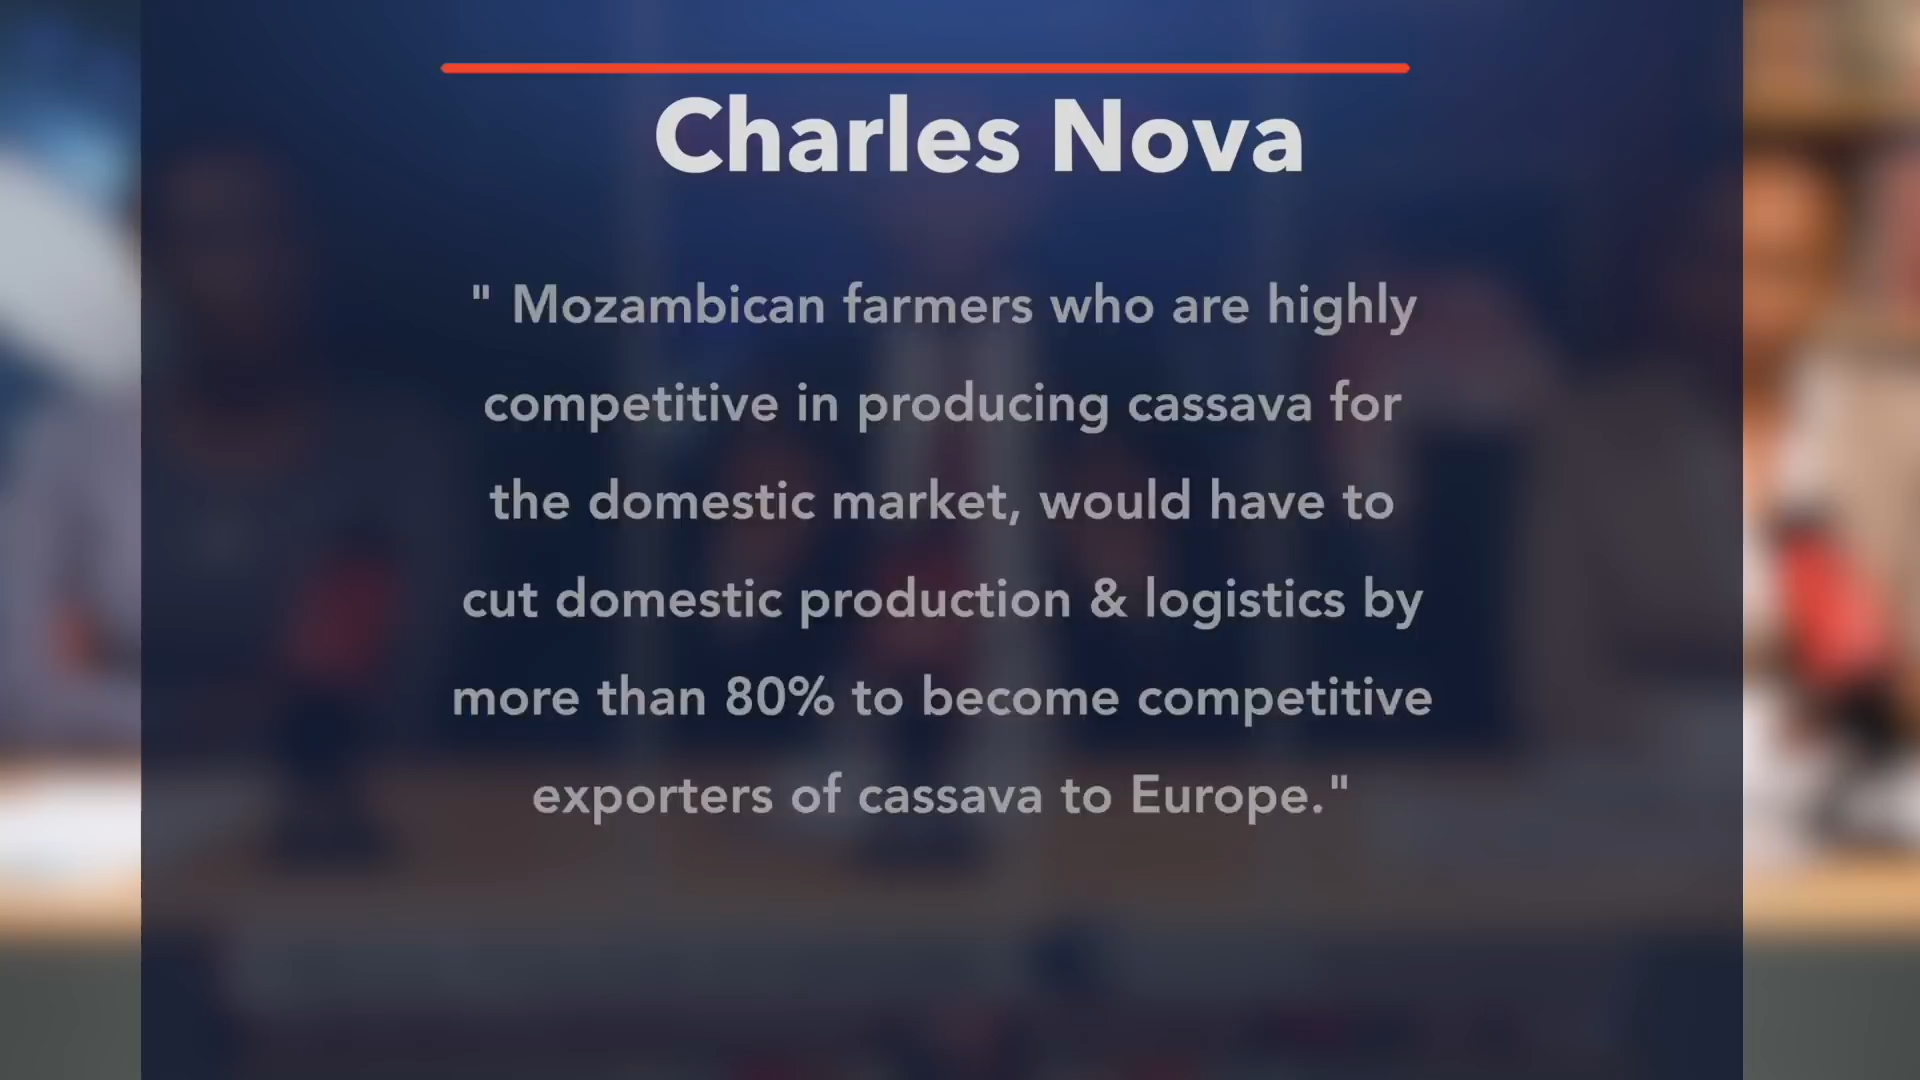 Charles Nova
" Mozambican farmers who are highly
competitive in producing cassava for
the domestic market, would have to
cut domestic production & logistics by
more than 80% to become competitive
exporters of cassava to Europe."